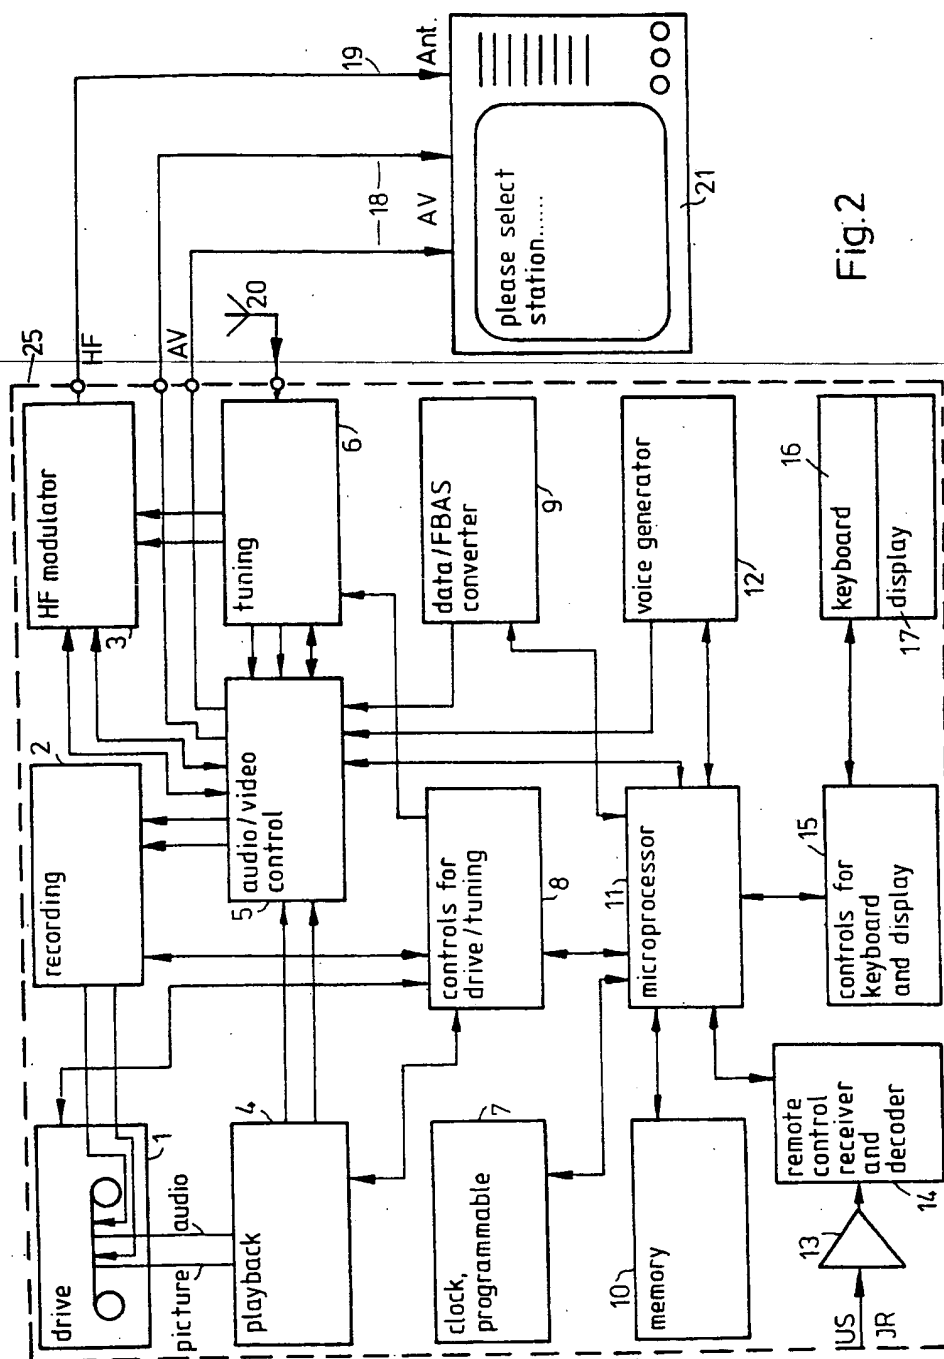 drive
1
recording
2
HF modulator
3
25
HF
19
Ant.
picture
audio
AV
18
AV
playback
4
audio/video
control
5
tuning
6
20
please select
station......
21
clock,
programmable
7
controls for
drive/tuning
8
data/FBAS
converter
9
10
memory
11
microprocessor
voice generator
12
US
JR
13
remote
control
receiver
and
decoder
14
15
controls for
keyboard
and display
keyboard
16
17
display
Fig.2